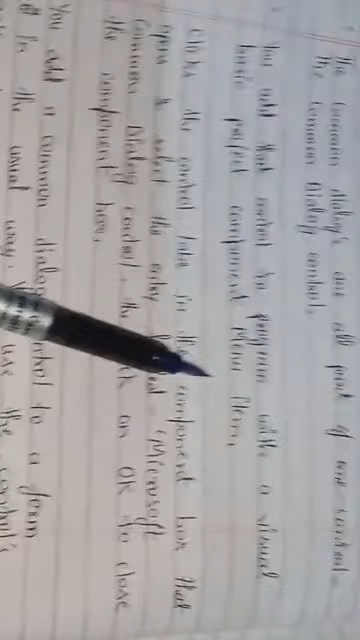 The common dialog's are all part of one control.
The common Dialog control.
You add that control to program with a visual
basic project component Menu Item,
Click the control tabs in the component box that
opens & select the entry "Microsoft
Common Dialog control, then click on OK to close
the component box,
You add a common dialog control to a form
in the usual way. use the control's